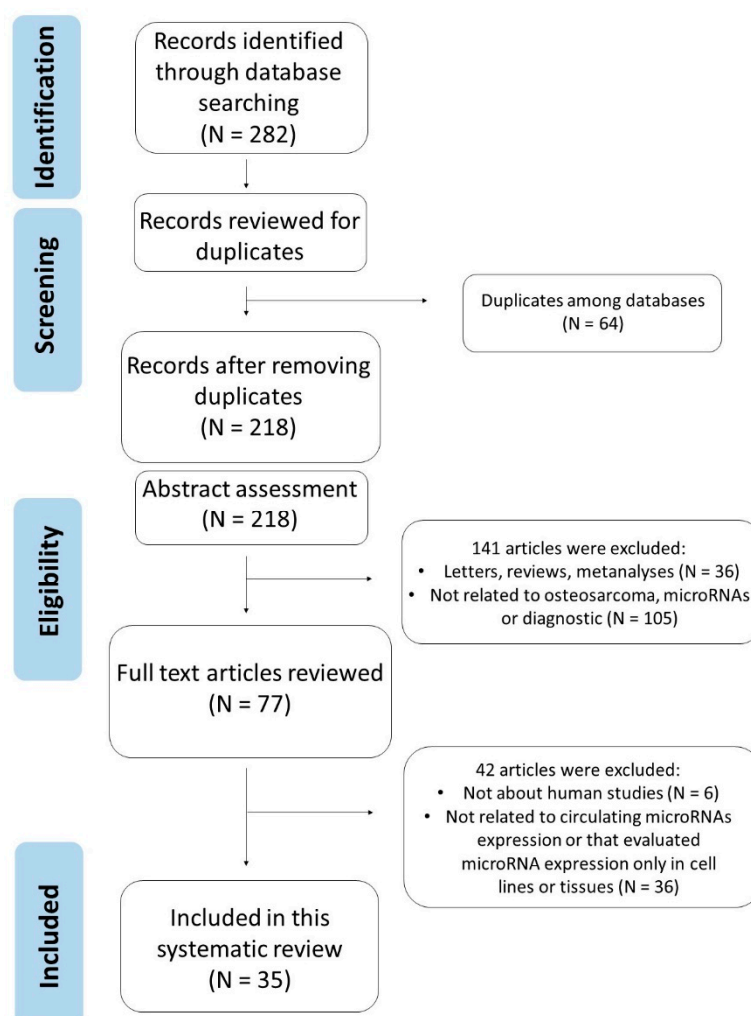 Identification
Records identified
through database
searching
(N = 282)
Screening
Records reviewed for
duplicates
Duplicates among databases
(N = 64)
Records after removing
duplicates
(N = 218)
Eligibility
Abstract assessment
(N = 218)
141 articles were excluded:
• Letters, reviews, metanalyses (N = 36)
• Not related to osteosarcoma, microRNAs
or diagnostic (N = 105)
Full text articles reviewed
(N = 77)
42 articles were excluded:
• Not about human studies (N = 6)
• Not related to circulating microRNAs
expression or that evaluated
microRNA expression only in cell
lines or tissues (N = 36)
Included
Included in this
systematic review
(N = 35)